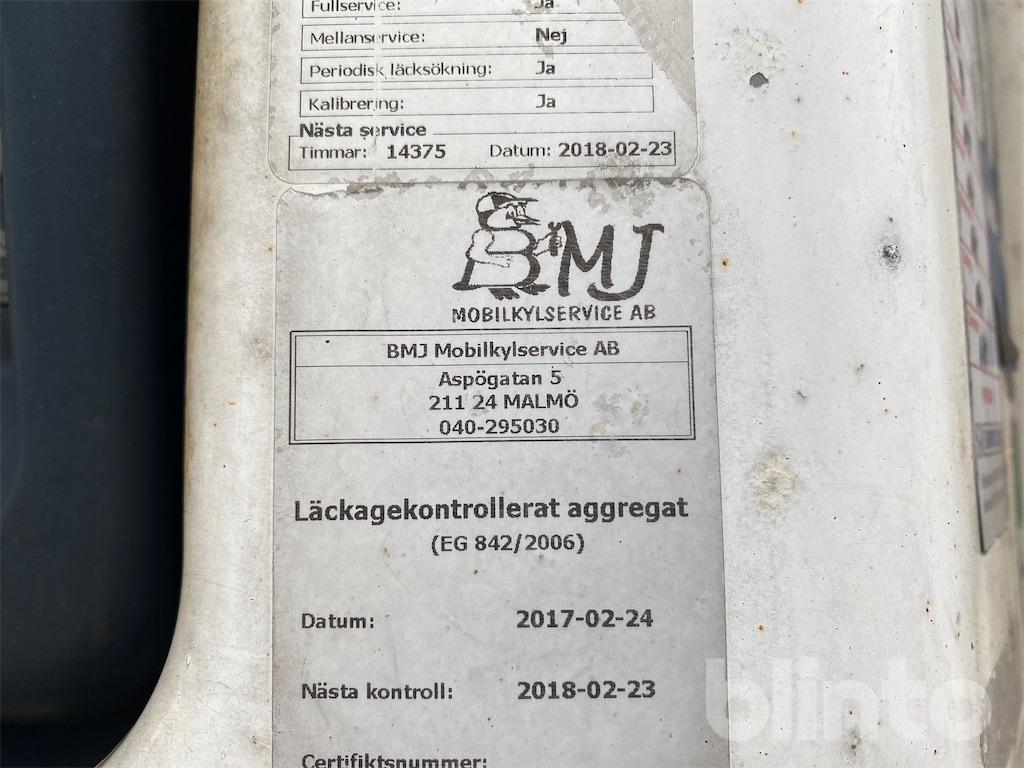 Fullservice: Ja
Mellanservice: Nej
Periodisk läcksökning: Ja
Kalibrering: Ja
Nästa service
Timmar: 14375 Datum: 2018-02-23
BMJ
MOBILKYLSERVICE AB
BMJ Mobilkylservice AB
Aspögatan 5
211 24 MALMÖ
040-295030
Läckagekontrollerat aggregat
(EG 842/2006)
Datum: 2017-02-24
Nästa kontroll: 2018-02-23
Certifiktsnummer:
blinto